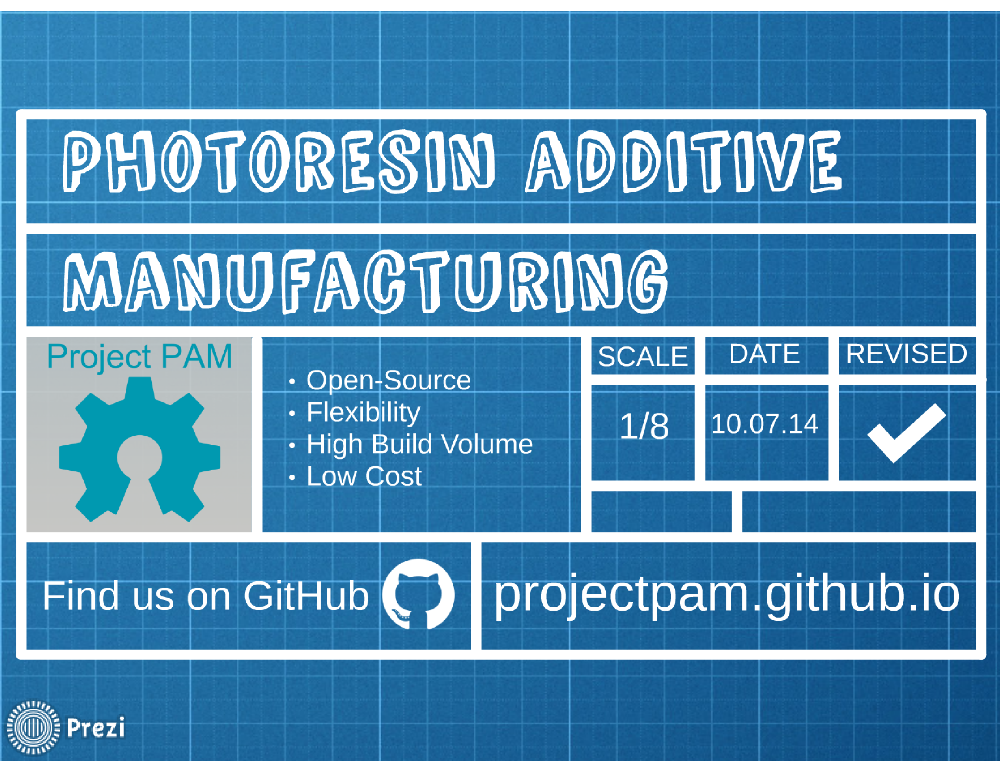 PHOTORESIN ADDITIVE
MANUFACTURING
Project PAM
• Open-Source
• Flexibility
• High Build Volume
• Low Cost
SCALE
DATE
REVISED
1/8
10.07.14
Find us on GitHub
projectpam.github.io
Prezi